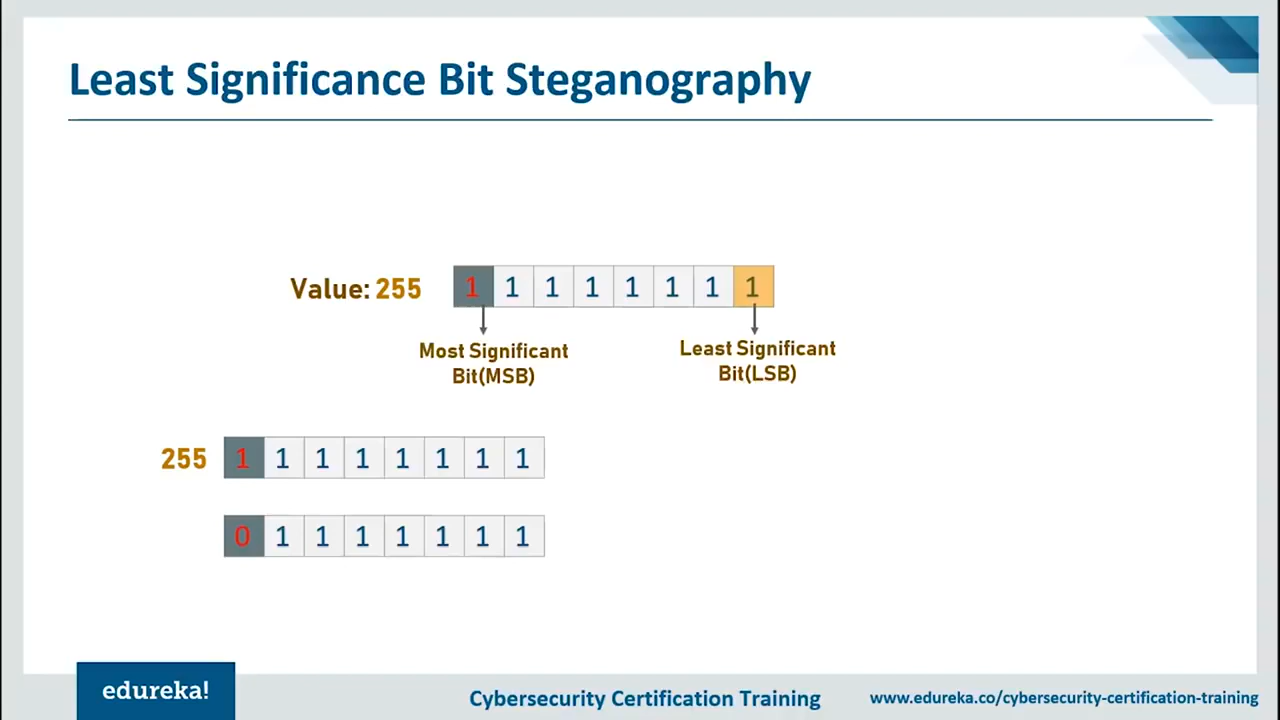 Least Significance Bit Steganography
Value: 255 1 1 1 1 1 1 1 1
Most Significant
Bit(MSB)
Least Significant
Bit(LSB)
255 1 1 1 1 1 1 1 1
0 1 1 1 1 1 1 1
edureka!
Cybersecurity Certification Training
www.edureka.co/cybersecurity-certification-training